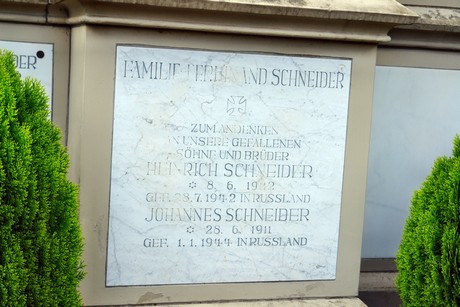 DER
FAMILIE FERDINAND SCHNEIDER
ZUM ANDENKEN
AN UNSERE GEFALLENEN
SÖHNE UND BRÜDER
HEINRICH SCHNEIDER
✡ 8. 6. 1912
GEF. 28. 7. 1942 IN RUSSLAND
JOHANNES SCHNEIDER
✡ 28. 6. 1911
GEF. 1. 1. 1944 IN RUSSLAND